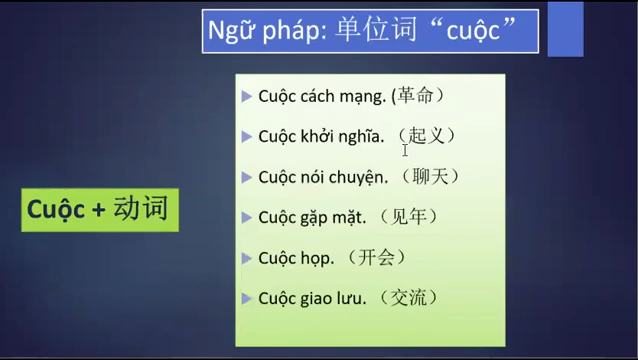 Ngữ pháp: 单位词“cuộc”
Cuộc + 动词
Cuộc cách mạng. (革命）
Cuộc khởi nghĩa. （起义）
Cuộc nói chuyện. （聊天）
Cuộc gặp mặt. （见年）
Cuộc họp. （开会）
Cuộc giao lưu. （交流）